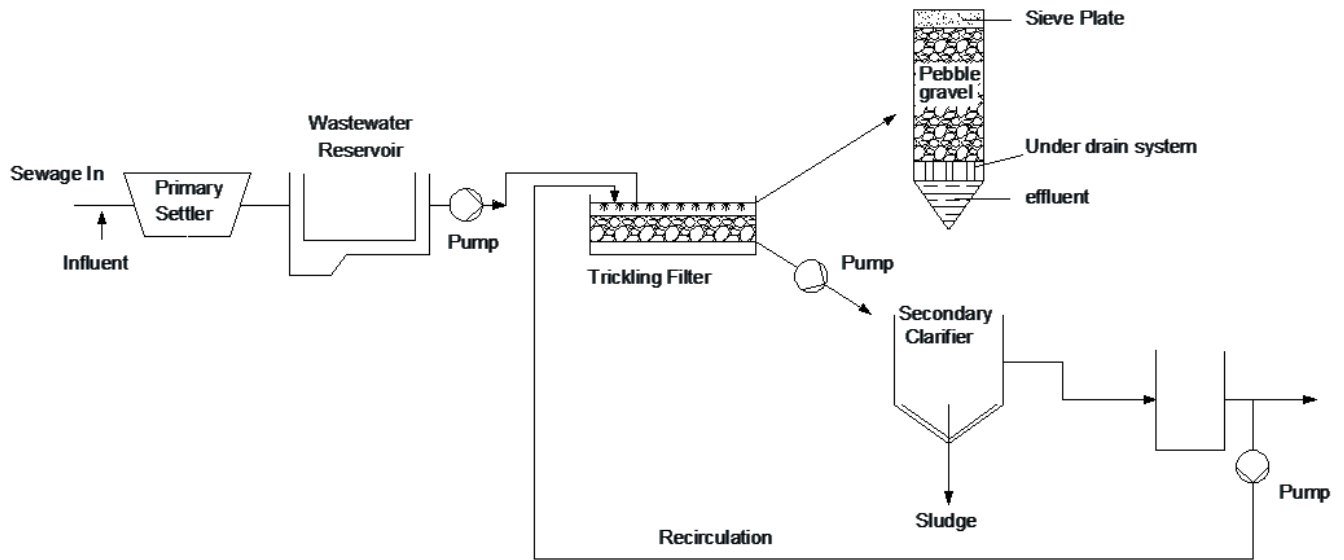 Sieve Plate
Pebble
gravel
Under drain system
effluent
Wastewater
Reservoir
Sewage In
Primary
Settler
Influent
Pump
Trickling Filter
Pump
Secondary
Clarifier
Sludge
Pump
Recirculation